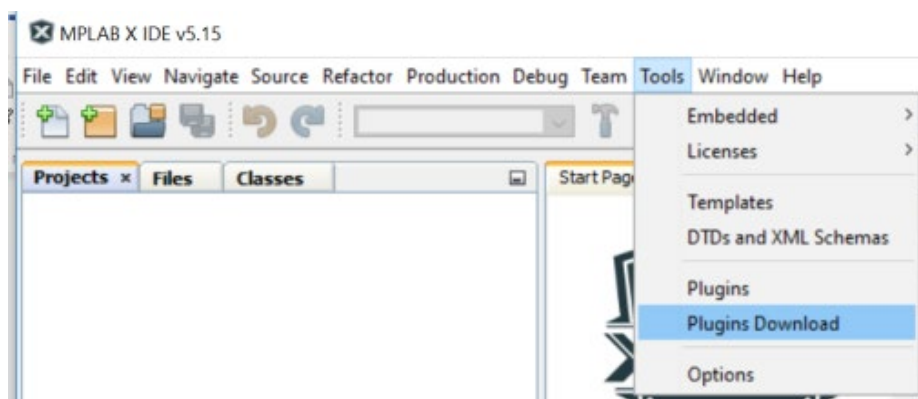 MPLAB X IDE v5.15
File Edit View Navigate Source Refactor Production Debug Team Tools Window Help
Embedded
Licenses
Projects Files Classes Start Page
Templates
DTDs and XML Schemas
Plugins
Plugins Download
Options